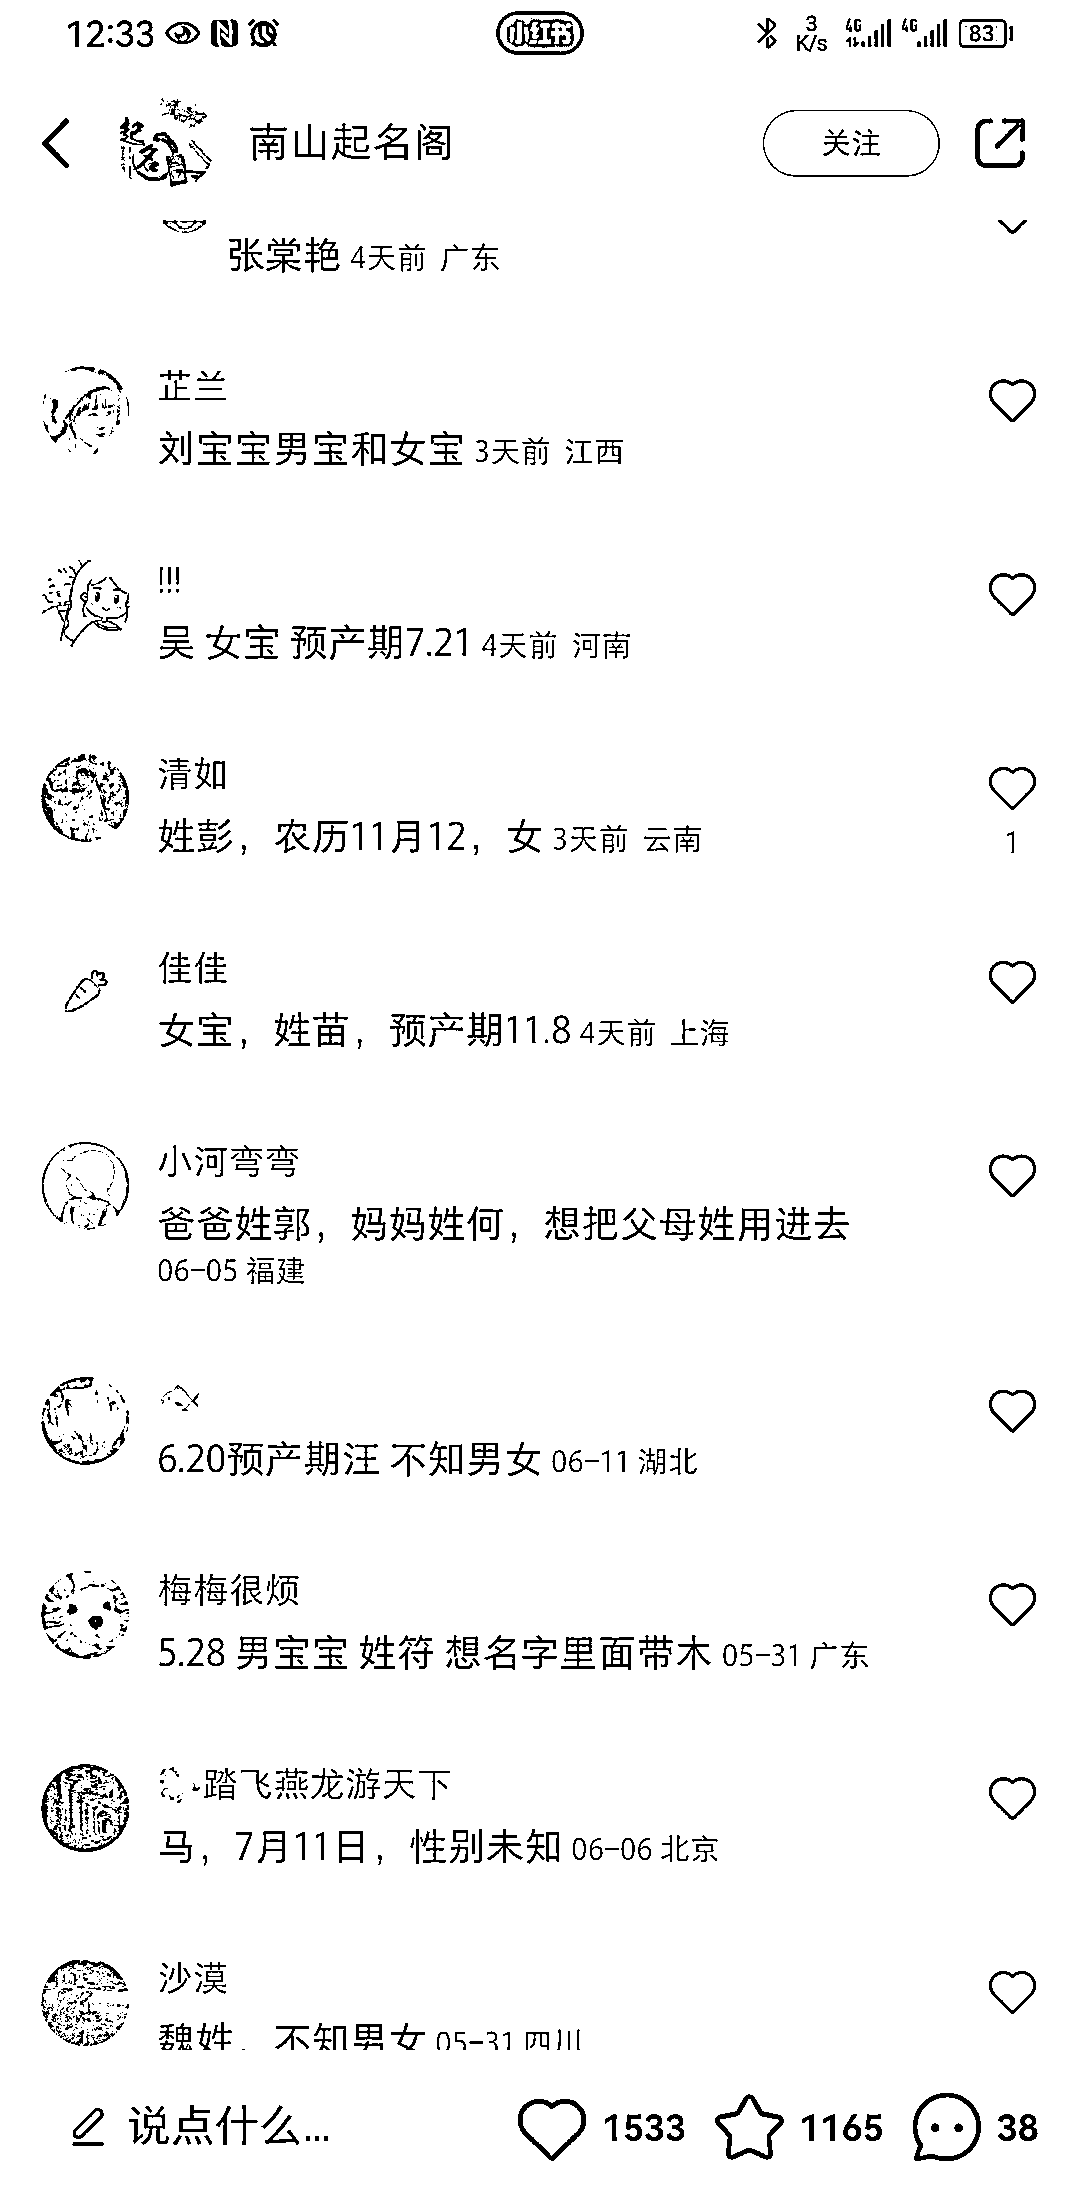 12:33 小红书 3 K/s 4G 4G 83
起名 南山起名阁 关注
张棠艳 4天前 广东
芷兰
刘宝宝男宝和女宝 3天前 江西
!!!
吴 女宝 预产期7.21 4天前 河南
清如
姓彭，农历11月12，女 3天前 云南
1
佳佳
女宝，姓苗，预产期11.8 4天前 上海
小河弯弯
爸爸姓郭，妈妈姓何，想把父母姓用进去
06-05 福建
6.20预产期汪 不知男女 06-11 湖北
梅梅很烦
5.28 男宝宝 姓符 想名字里面带木 05-31 广东
踏飞燕龙游天下
马，7月11日，性别未知 06-06 北京
沙漠
魏姓，不知男女 05-31 四川
说点什么... 1533 1165 38